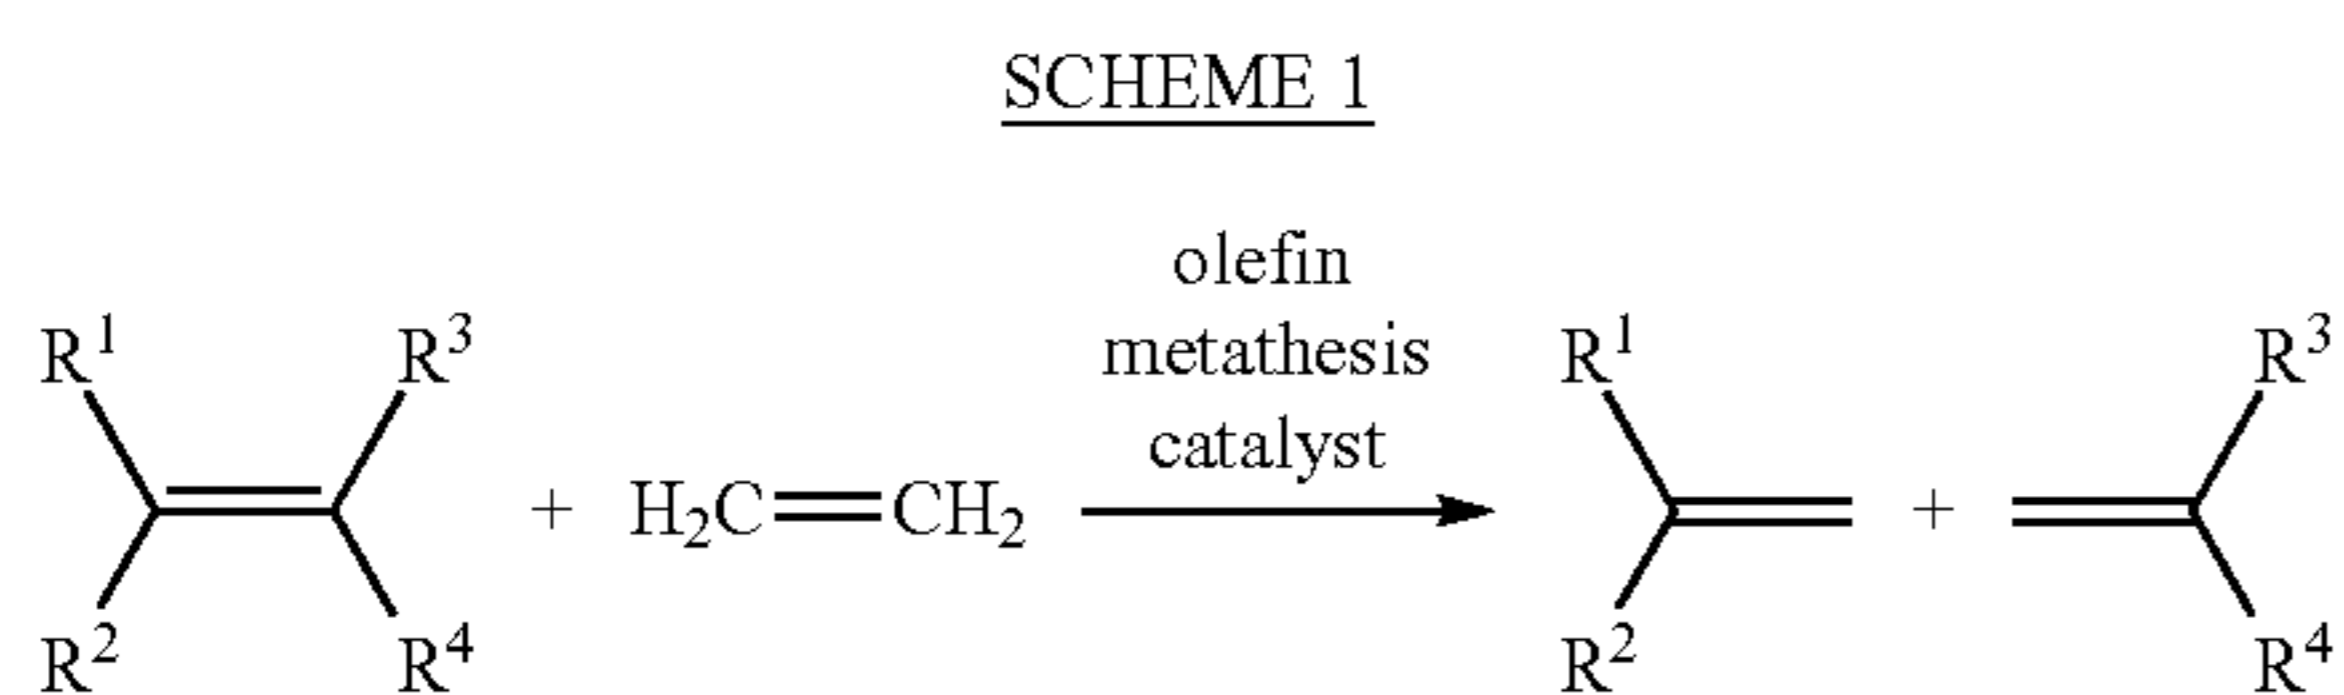 SCHEME 1
olefin
metathesis
catalyst
R¹ R³ R¹ R³
+ H₂C CH₂ +
R² R⁴ R² R⁴